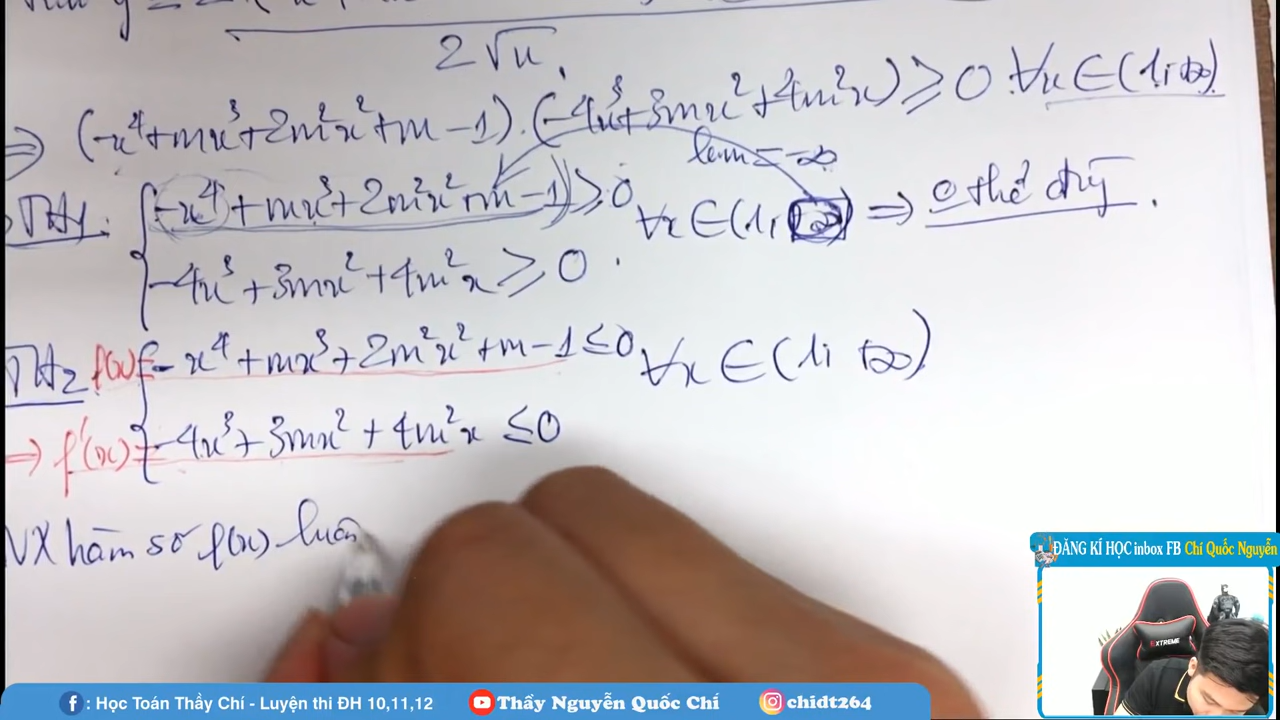 2√u
⇒ (-x⁴+mx³+2m²x²+m-1).(-4x³+3mx²+4m²x) ≥ 0 ∀x∈(1;+∞)
lim = -∞
TH1: { -x⁴+mx³+2m²x²+m-1) ≥ 0
∀x∈(1;+∞) ⇒ 0 thể đây.
-4x³+3mx²+4m²x ≥ 0.
TH2 f(x)= { -x⁴+mx³+2m²x²+m-1 ≤ 0 ∀x∈(1;+∞)
⇒ f'(x)= -4x³+3mx²+4m²x ≤ 0
NX hàm số f(x) luôn
ĐĂNG KÍ HỌC inbox FB Chí Quốc Nguyễn
EXTREME
: Học Toán Thầy Chí - Luyện thi ĐH 10,11,12
Thầy Nguyễn Quốc Chí
chidt264